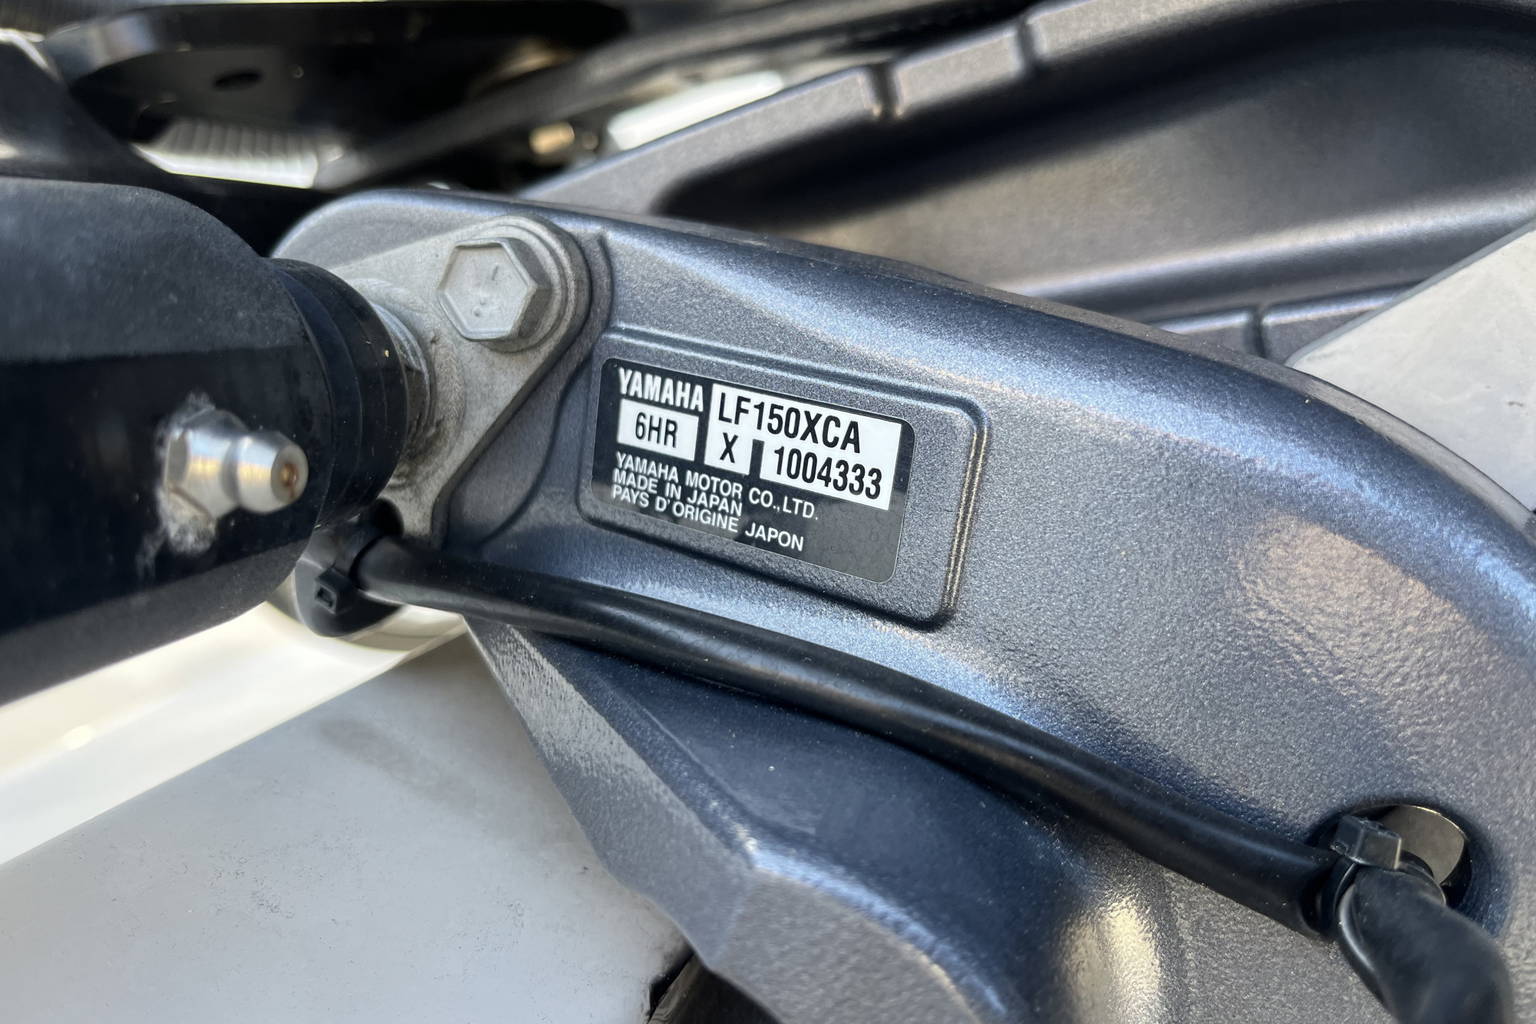 YAMAHA LF150XCA
6HR X 1004333
YAMAHA MOTOR CO.,LTD.
MADE IN JAPAN
PAYS D'ORIGINE JAPON